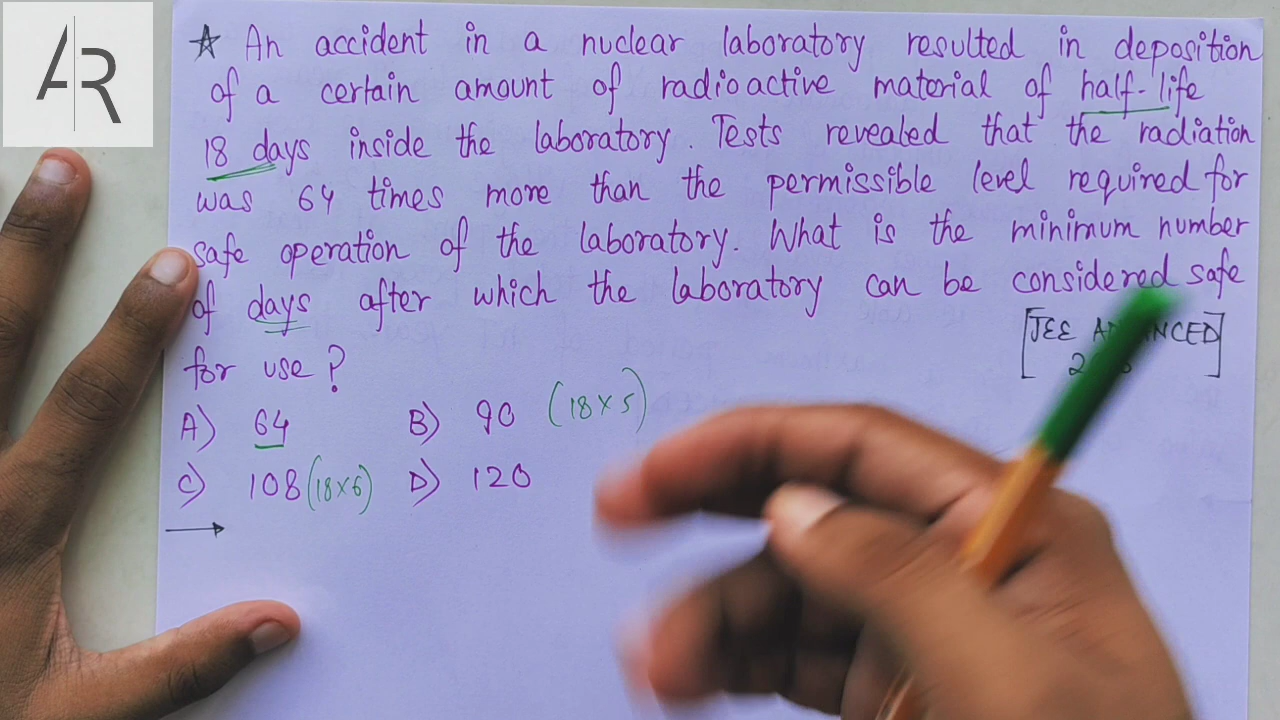 AR
☆ An accident in a nuclear laboratory resulted in deposition
of a certain amount of radioactive material of half-life
18 days inside the laboratory. Tests revealed that the radiation
was 64 times more than the permissible level required for
safe operation of the laboratory. What is the minimum number
of days after which the laboratory can be considered safe
for use?
[JEE ADVANCED
A) 64 B) 90 (18×5)
C) 108 (18×6) D) 120
→